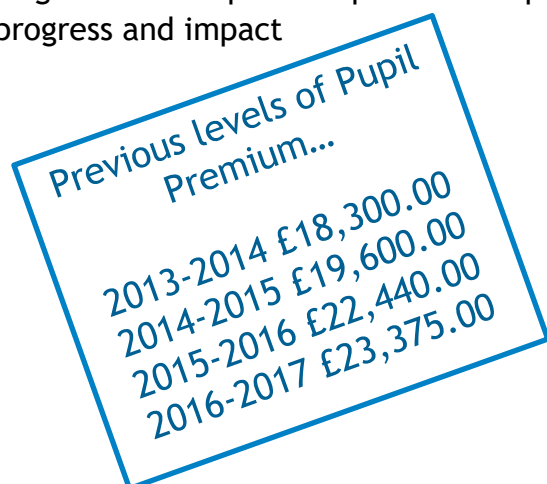 progress and impact
Previous levels of Pupil
Premium…
2013-2014 £18,300.00
2014-2015 £19,600.00
2015-2016 £22,440.00
2016-2017 £23,375.00